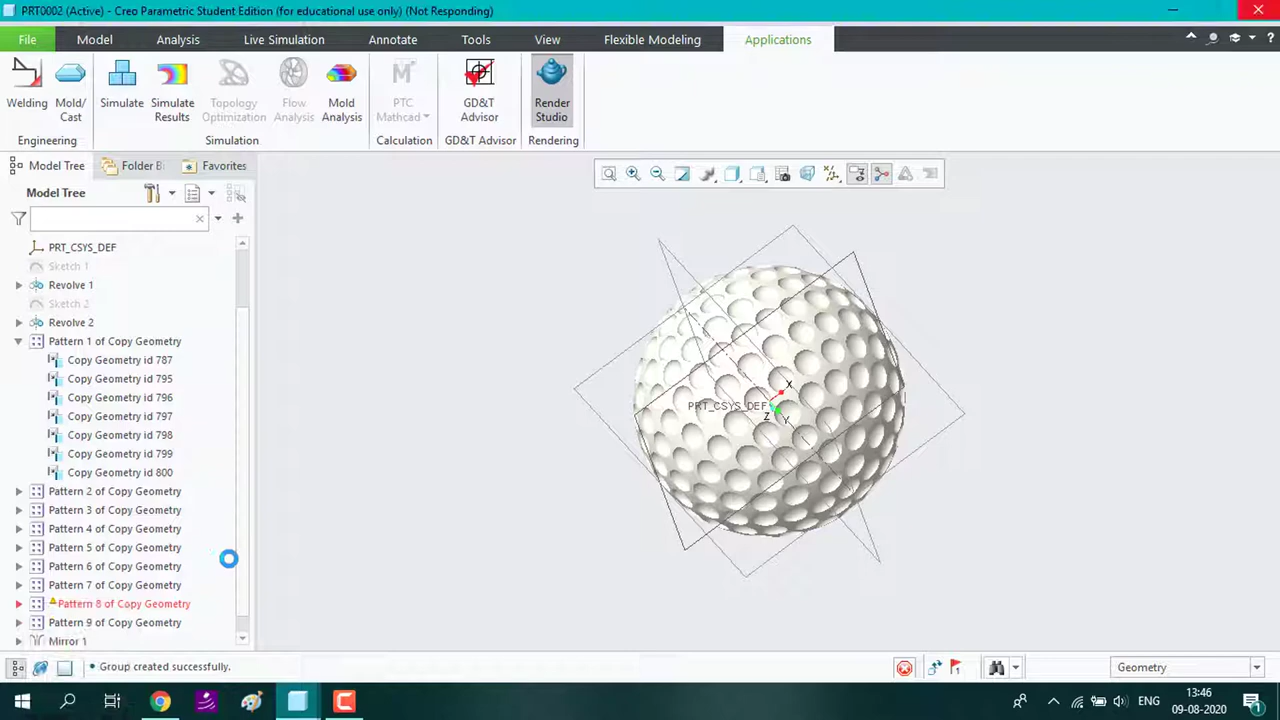 PRT0002 (Active) - Creo Parametric Student Edition (for educational use only) (Not Responding)
File Model Analysis Live Simulation Annotate Tools View Flexible Modeling Applications
Welding Mold/ Cast Simulate Simulate Results Topology Optimization Flow Analysis Mold Analysis PTC Mathcad GD&T Advisor Render Studio
Engineering Simulation Calculation GD&T Advisor Rendering
Model Tree Folder B Favorites
Model Tree
PRT_CSYS_DEF
Sketch 1
Revolve 1
Sketch 2
Revolve 2
Pattern 1 of Copy Geometry
Copy Geometry id 787
Copy Geometry id 795
Copy Geometry id 796
Copy Geometry id 797
Copy Geometry id 798
Copy Geometry id 799
Copy Geometry id 800
Pattern 2 of Copy Geometry
Pattern 3 of Copy Geometry
Pattern 4 of Copy Geometry
Pattern 5 of Copy Geometry
Pattern 6 of Copy Geometry
Pattern 7 of Copy Geometry
Pattern 8 of Copy Geometry
Pattern 9 of Copy Geometry
Mirror 1
X
PRT_CSYS_DEF
Z Y
• Group created successfully.
Geometry
ENG
13:46
09-08-2020